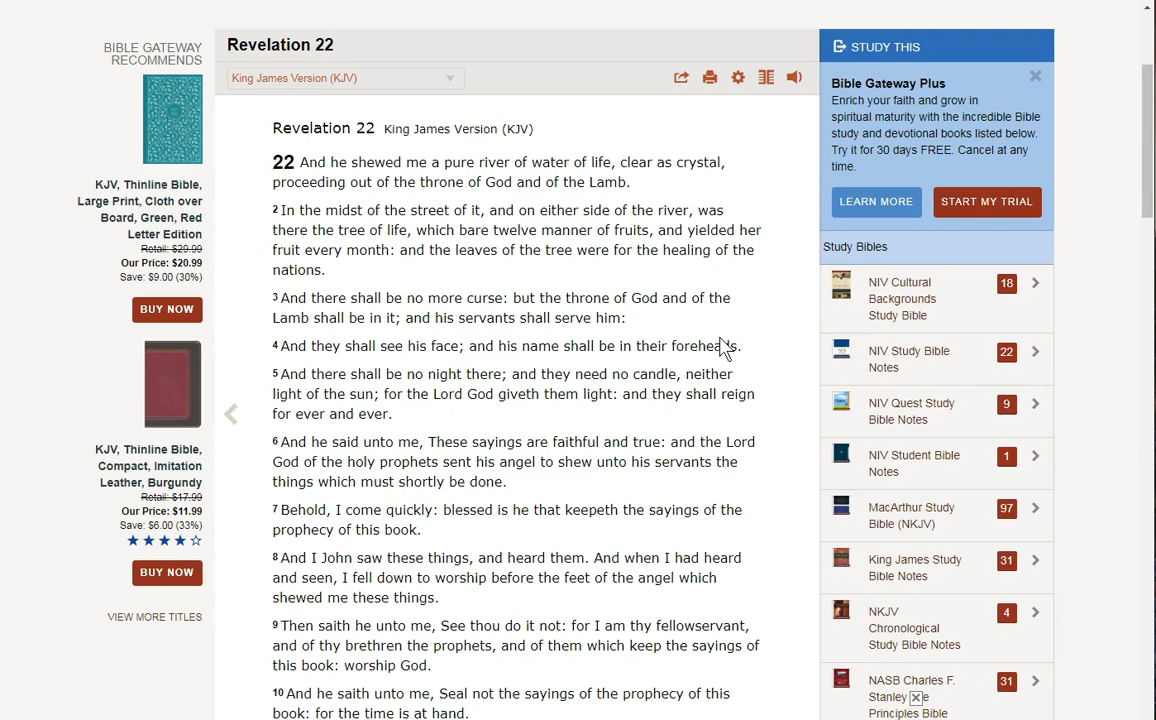 BIBLE GATEWAY
RECOMMENDS
KJV, Thinline Bible,
Large Print, Cloth over
Board, Green, Red
Letter Edition
Retail: $29.99
Our Price: $20.99
Save: $9.00 (30%)
BUY NOW
KJV, Thinline Bible,
Compact, Imitation
Leather, Burgundy
Retail: $17.99
Our Price: $11.99
Save: $6.00 (33%)
BUY NOW
VIEW MORE TITLES
Revelation 22
King James Version (KJV)
Revelation 22 King James Version (KJV)
22 And he shewed me a pure river of water of life, clear as crystal,
proceeding out of the throne of God and of the Lamb.
2 In the midst of the street of it, and on either side of the river, was
there the tree of life, which bare twelve manner of fruits, and yielded her
fruit every month: and the leaves of the tree were for the healing of the
nations.
3 And there shall be no more curse: but the throne of God and of the
Lamb shall be in it; and his servants shall serve him:
4 And they shall see his face; and his name shall be in their foreheads.
5 And there shall be no night there; and they need no candle, neither
light of the sun; for the Lord God giveth them light: and they shall reign
for ever and ever.
6 And he said unto me, These sayings are faithful and true: and the Lord
God of the holy prophets sent his angel to shew unto his servants the
things which must shortly be done.
7 Behold, I come quickly: blessed is he that keepeth the sayings of the
prophecy of this book.
8 And I John saw these things, and heard them. And when I had heard
and seen, I fell down to worship before the feet of the angel which
shewed me these things.
9 Then saith he unto me, See thou do it not: for I am thy fellowservant,
and of thy brethren the prophets, and of them which keep the sayings of
this book: worship God.
10 And he saith unto me, Seal not the sayings of the prophecy of this
book: for the time is at hand.
STUDY THIS
Bible Gateway Plus
Enrich your faith and grow in
spiritual maturity with the incredible Bible
study and devotional books listed below.
Try it for 30 days FREE. Cancel at any
time.
LEARN MORE START MY TRIAL
Study Bibles
NIV Cultural 18
Backgrounds
Study Bible
NIV Study Bible 22
Notes
NIV Quest Study 9
Bible Notes
NIV Student Bible 1
Notes
MacArthur Study 97
Bible (NKJV)
King James Study 31
Bible Notes
NKJV 4
Chronological
Study Bible Notes
NASB Charles F. 31
Stanley
Principles Bible